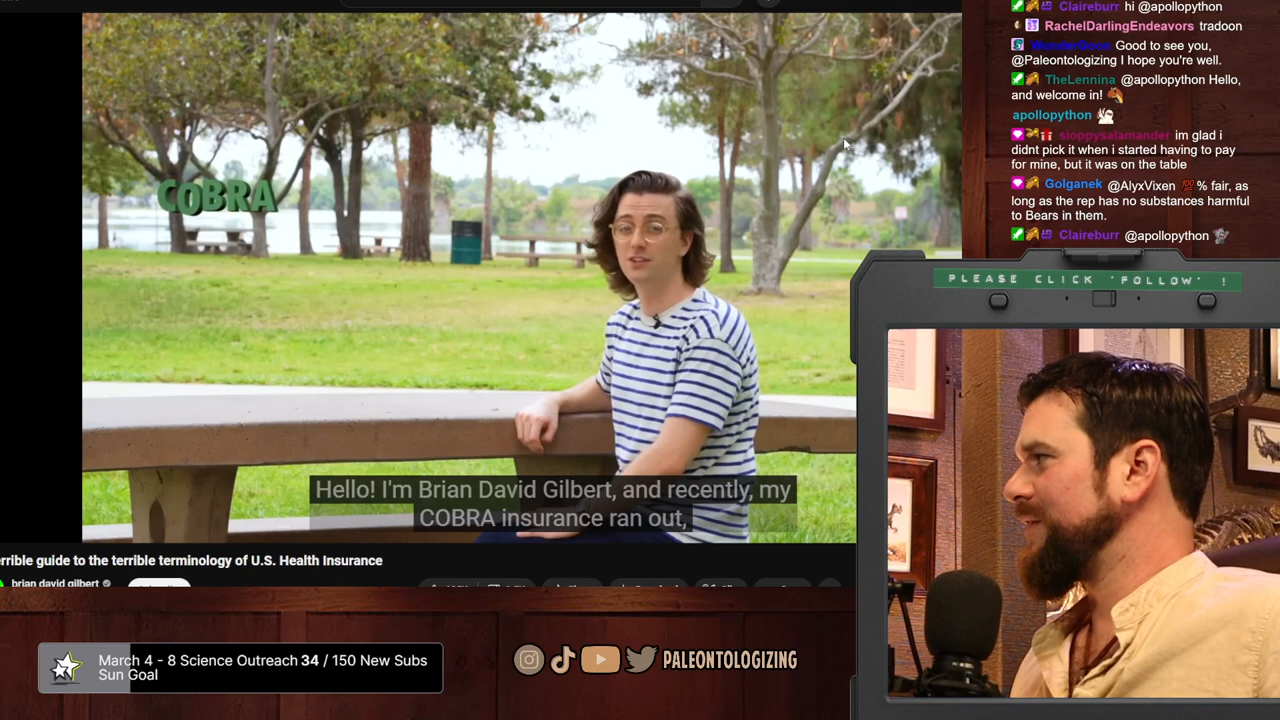 COBRA
Hello! I'm Brian David Gilbert, and recently, my
COBRA insurance ran out,
rrible guide to the terrible terminology of U.S. Health Insurance
brian david gilbert
Claireburr hi @apollopython
RachelDarlingEndeavors tradoon
WonderGoon Good to see you,
@Paleontologizing I hope you're well.
TheLennina @apollopython Hello,
and welcome in!
apollopython
sloppysalamander im glad i
didnt pick it when i started having to pay
for mine, but it was on the table
Golganek @AlyxVixen 💯% fair, as
long as the rep has no substances harmful
to Bears in them.
Claireburr @apollopython
PLEASE CLICK 'FOLLOW' !
March 4 - 8 Science Outreach 34 / 150 New Subs
Sun Goal
PALEONTOLOGIZING